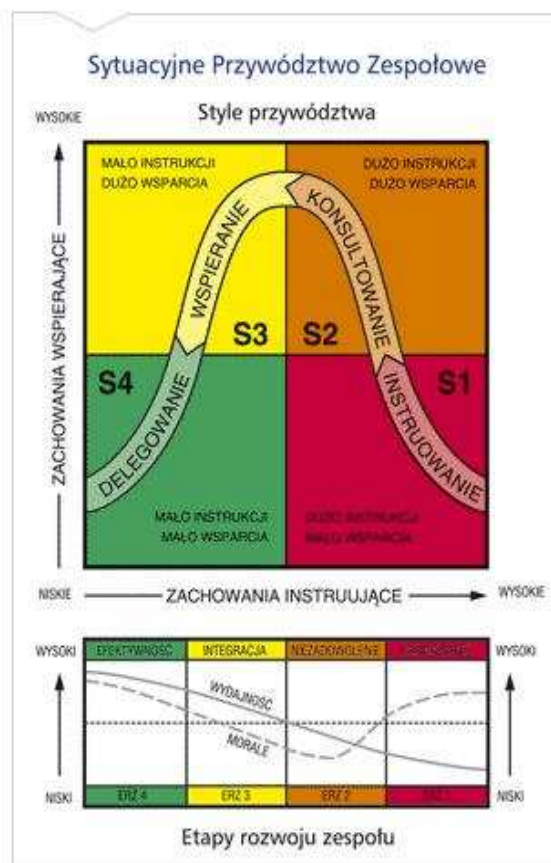 Sytuacyjne Przywództwo Zespołowe
Style przywództwa
WYSOKIE
MAŁO INSTRUKCJI
DUŻO WSPARCIA
DUŻO INSTRUKCJI
DUŻO WSPARCIA
WSPIERANIE
KONSULTOWANIE
ZACHOWANIA WSPIERAJĄCE
S3
S2
S4
S1
DELEGOWANIE
INSTRUOWANIE
MAŁO INSTRUKCJI
MAŁO WSPARCIA
DUŻO INSTRUKCJI
MAŁO WSPARCIA
NISKIE
ZACHOWANIA INSTRUUJĄCE
WYSOKIE
WYSOKI
EFEKTYWNOŚĆ
INTEGRACJA
WYSOKI
WYDAJNOŚĆ
MORALE
NISKI
ERZ 4
ERZ 3
ERZ 2
ERZ 1
NISKI
Etapy rozwoju zespołu